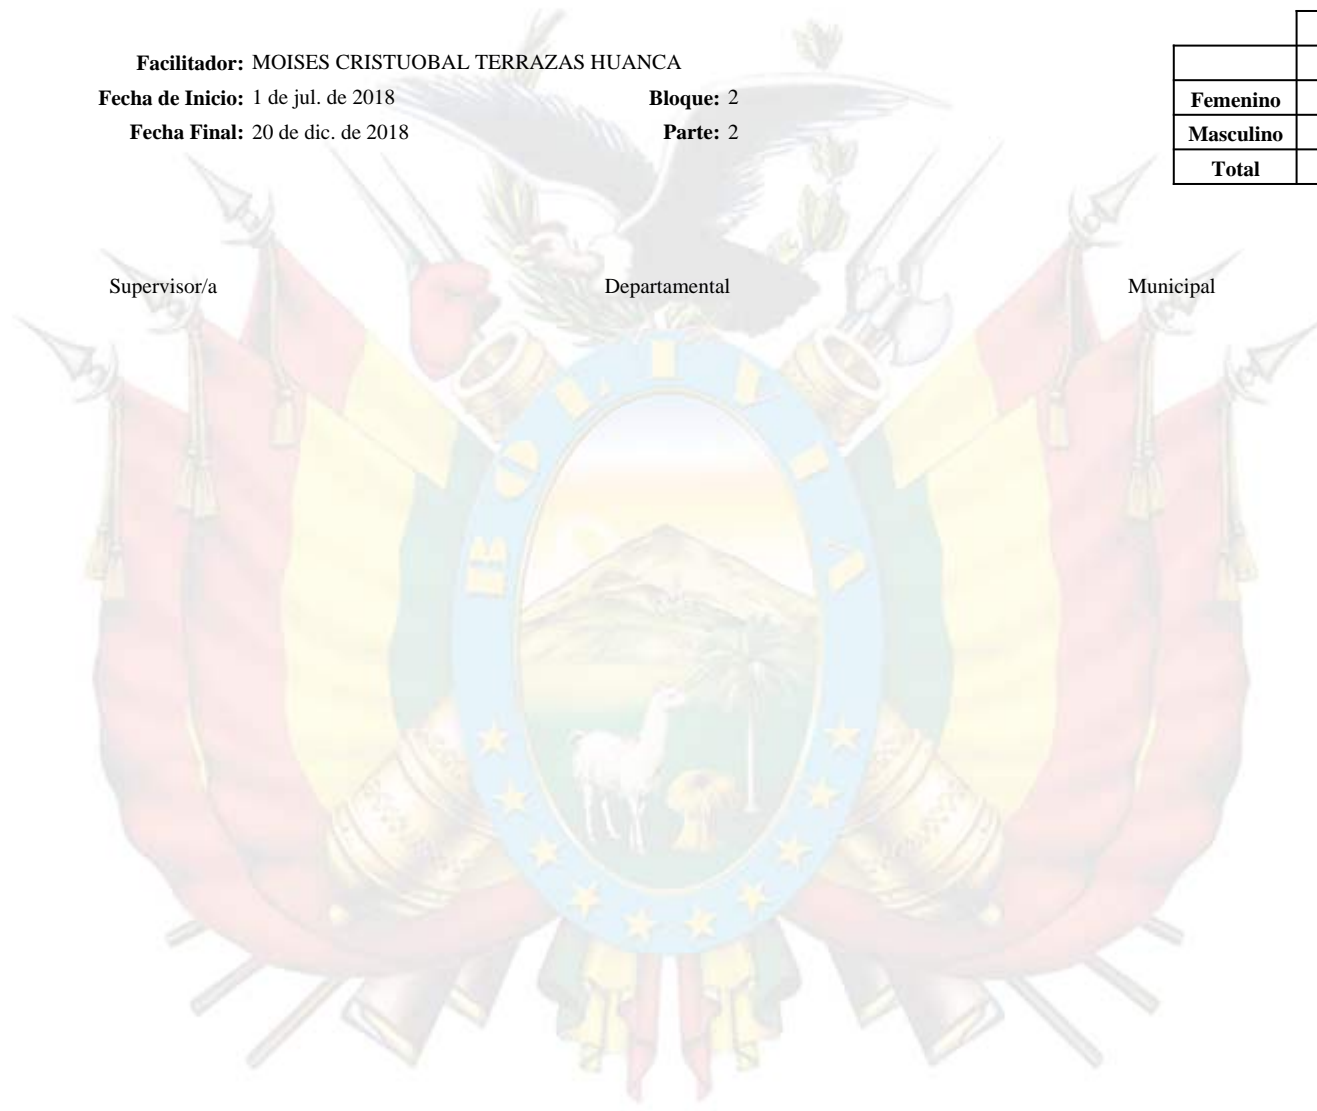 Facilitador: MOISES CRISTUOBAL TERRAZAS HUANCA
Fecha de Inicio: 1 de jul. de 2018 Bloque: 2
Fecha Final: 20 de dic. de 2018 Parte: 2
Femenino
Masculino
Total
Supervisor/a Departamental Municipal
BOLIVIA